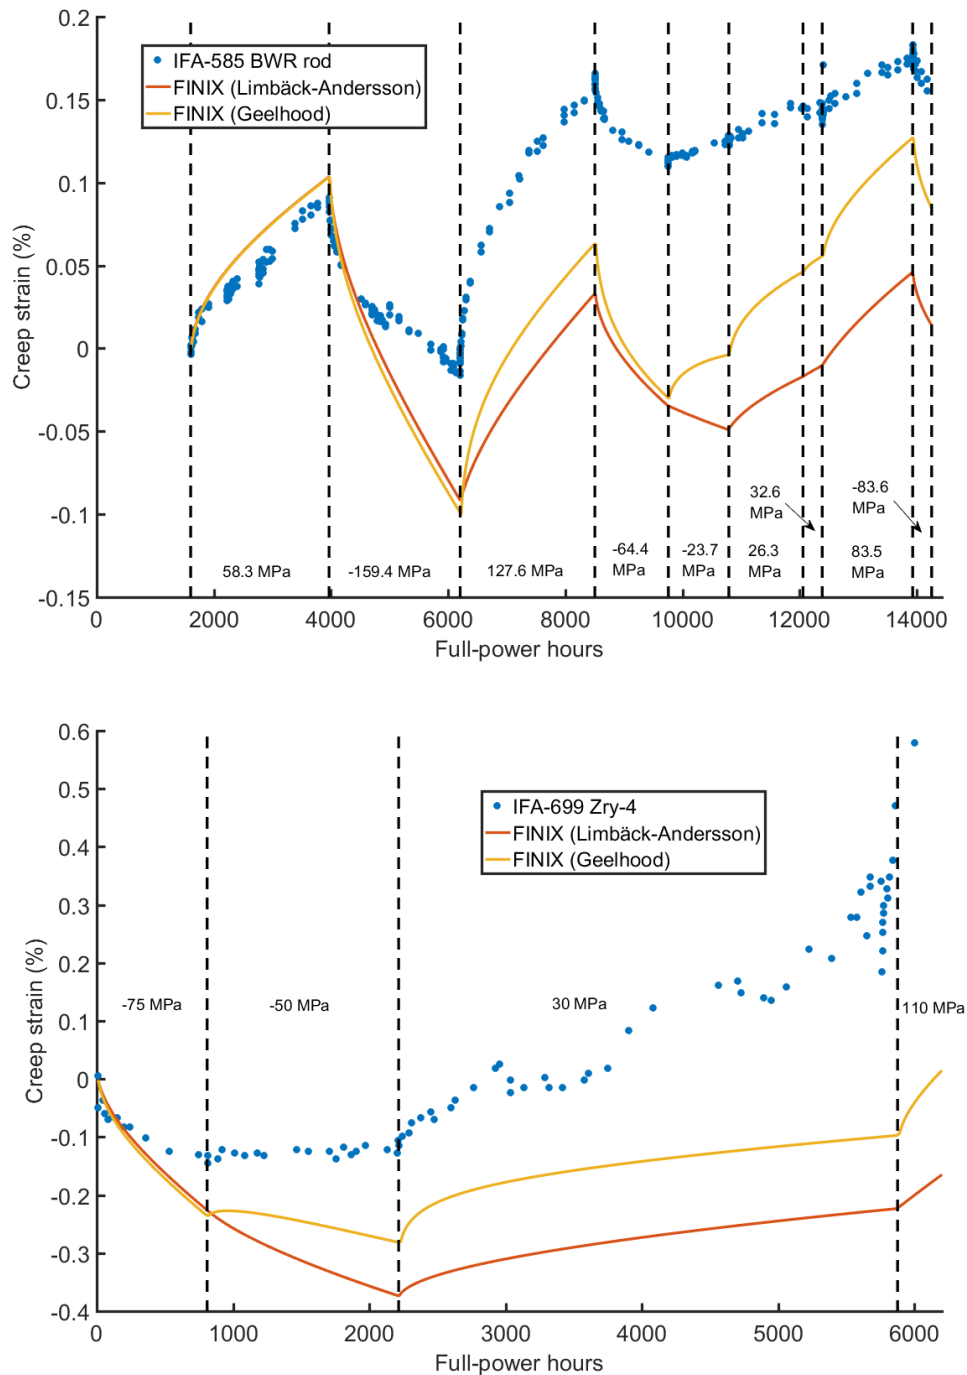 0.2
0.15
0.1
0.05
0
-0.05
-0.1
-0.15
Creep strain (%)
IFA-585 BWR rod
FINIX (Limbäck-Andersson)
FINIX (Geelhood)
58.3 MPa
-159.4 MPa
127.6 MPa
-64.4
MPa
-23.7
MPa
32.6
MPa
26.3
MPa
-83.6
MPa
83.5
MPa
0 2000 4000 6000 8000 10000 12000 14000
Full-power hours
0.6
0.5
0.4
0.3
0.2
0.1
0
-0.1
-0.2
-0.3
-0.4
Creep strain (%)
IFA-699 Zry-4
FINIX (Limbäck-Andersson)
FINIX (Geelhood)
-75 MPa
-50 MPa
30 MPa
110 MPa
0 1000 2000 3000 4000 5000 6000
Full-power hours